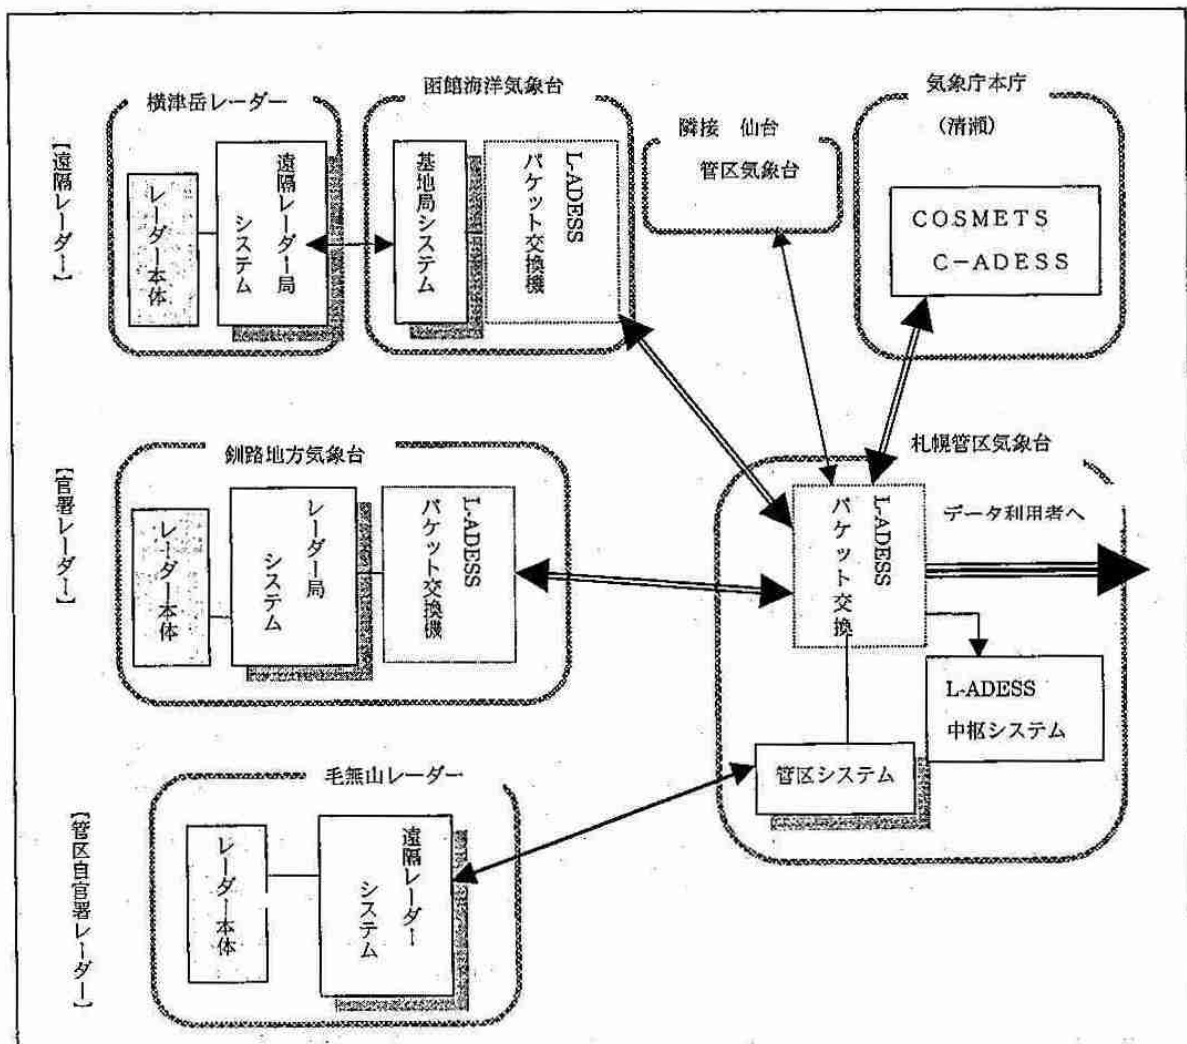 【遠隔レーダー】
横津岳レーダー
レーダー本体
遠隔レーダー局
システム
函館海洋気象台
基地局システム
L-ADESS
パケット交換機
隣接 仙台
管区気象台
気象庁本庁
(清瀬)
COSMETS
C-ADESS
【官署レーダー】
釧路地方気象台
レーダー本体
レーダー局
システム
L-ADESS
パケット交換機
札幌管区気象台
L-ADESS
パケット交換
データ利用者へ
L-ADESS
中枢システム
管区システム
【管区自官署レーダー】
毛無山レーダー
レーダー本体
遠隔レーダー
システム